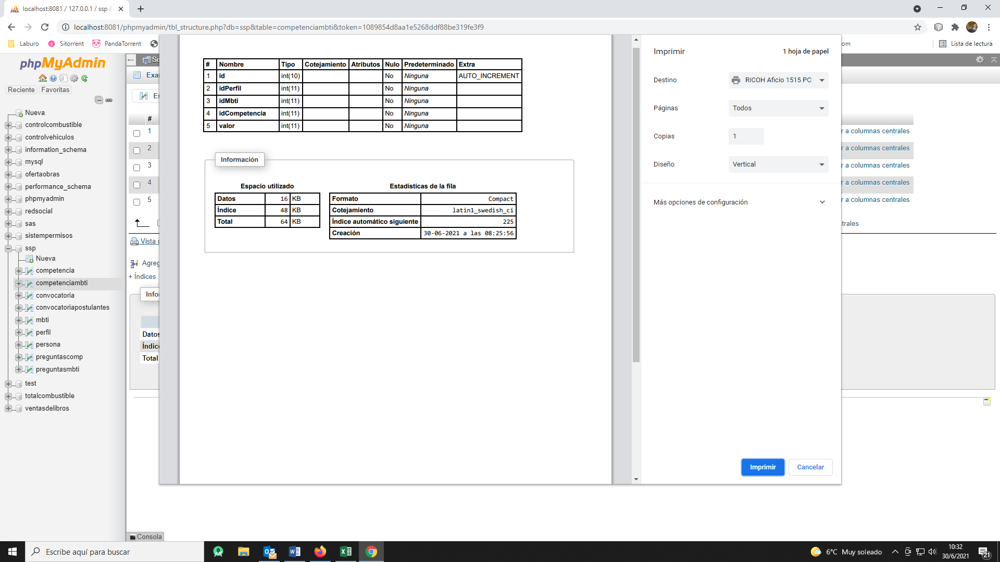 localhost:8081 / 127.0.0.1 / ssp /
localhost:8081/phpmyadmin/tbl_structure.php?db=ssp&table=competenciambti&token=1089854d8aa1e5268ddf88be319fe3f9
Laburo Sitorrent PandaTorrent Lista de lectura
phpMyAdmin
Reciente Favoritas
Nueva
controlcombustible
controlvehiculos
information_schema
mysql
ofertaobras
performance_schema
phpmyadmin
redsocial
sas
sistempermisos
ssp
Nueva
competencia
competenciambti
convocatoria
convocatoriapostulantes
mbti
perfil
persona
preguntascomp
preguntasmbti
test
totalcombustible
ventasdelibros
#
1
2
3
4
5
Vista
+ Índices
Datos
Total
Consola
# Nombre Tipo Cotejamiento Atributos Nulo Predeterminado Extra
1 id int(10) No Ninguna AUTO_INCREMENT
2 idPerfil int(11) No Ninguna
3 idMbti int(11) No Ninguna
4 idCompetencia int(11) No Ninguna
5 valor int(11) No Ninguna
Información
Espacio utilizado
Datos 16 KB
Índice 48 KB
Total 64 KB
Estadísticas de la fila
Formato Compact
Cotejamiento latin1_swedish_ci
Índice automático siguiente 225
Creación 30-06-2021 a las 08:25:56
Imprimir 1 hoja de papel
Destino RICOH Aficio 1515 PC
Páginas Todos
Copias 1
Diseño Vertical
Más opciones de configuración
Imprimir Cancelar
r a columnas centrales
r a columnas centrales
r a columnas centrales
r a columnas centrales
r a columnas centrales
trales
Escribe aquí para buscar
6°C Muy soleado
10:32
30/6/2021
21